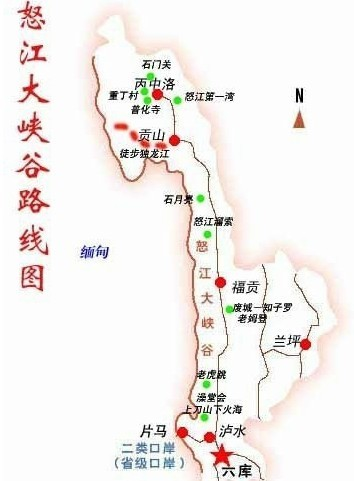 怒江大峡谷路线图
N
石门关
丙中洛
重丁村
怒江第一湾
普化寺
贡山
徒步独龙江
石月亮
怒江溜索
缅甸
怒江大峡谷
福贡
废城—知子罗
老姆登
兰坪
老虎跳
澡堂会
上刀山下火海
片马
泸水
二类口岸
（省级口岸）
六库